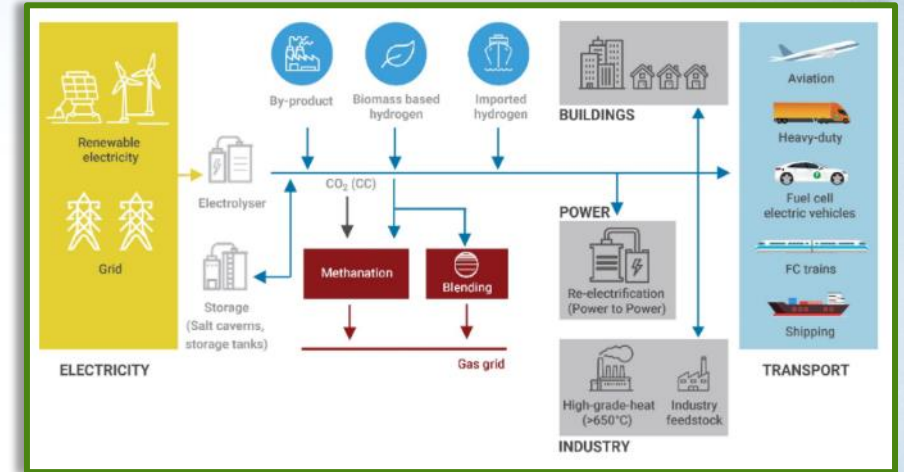 Renewable
electricity
Grid
ELECTRICITY
Electrolyser
Storage
(Salt caverns,
storage tanks)
By-product
Biomass based
hydrogen
Imported
hydrogen
CO₂ (CC)
Methanation
Blending
Gas grid
BUILDINGS
POWER
Re-electrification
(Power to Power)
High-grade-heat
(>650°C)
Industry
feedstock
INDUSTRY
Aviation
Heavy-duty
Fuel cell
electric vehicles
FC trains
Shipping
TRANSPORT